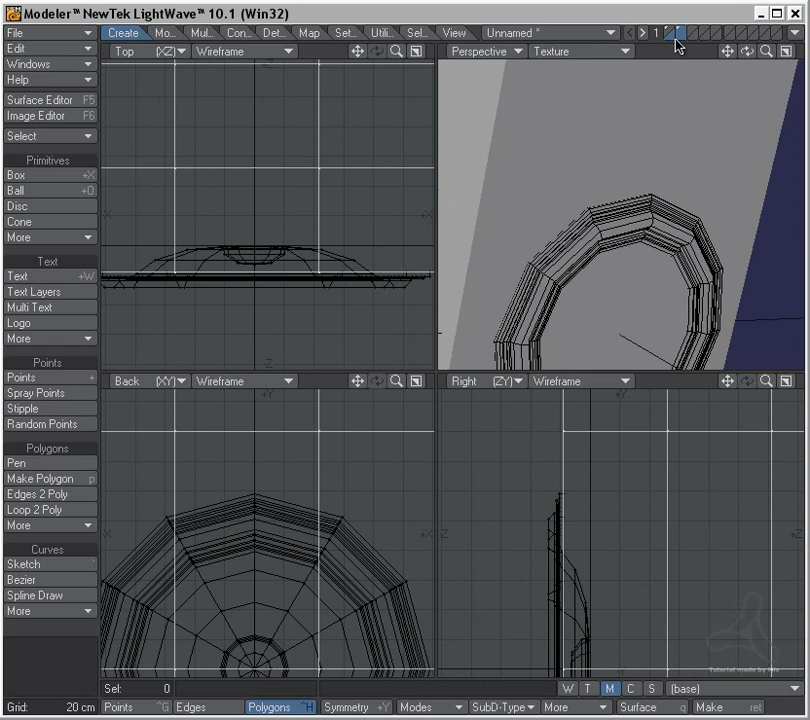 Modeler™ NewTek LightWave™ 10.1 (Win32)
File Create Mo... Mul... Con... Det... Map Set... Utili... Sel... View Unnamed * 1
Edit Top (XZ) Wireframe Perspective Texture
Windows
Help
Surface Editor F5
Image Editor F6
Select
Primitives
Box +X
Ball +O
Disc
Cone
More
Text
Text +W
Text Layers
Multi Text
Logo
More
Points
Points +
Spray Points
Stipple
Random Points
Polygons
Pen
Make Polygon p
Edges 2 Poly
Loop 2 Poly
More
Curves
Sketch
Bezier
Spline Draw
More
Back (XY) Wireframe Right (ZY) Wireframe
Tutorial made by
Sel: 0 W T M C S (base)
Grid: 20 cm Points ^G Edges Polygons ^H Symmetry +Y Modes SubD-Type More Surface q Make ret